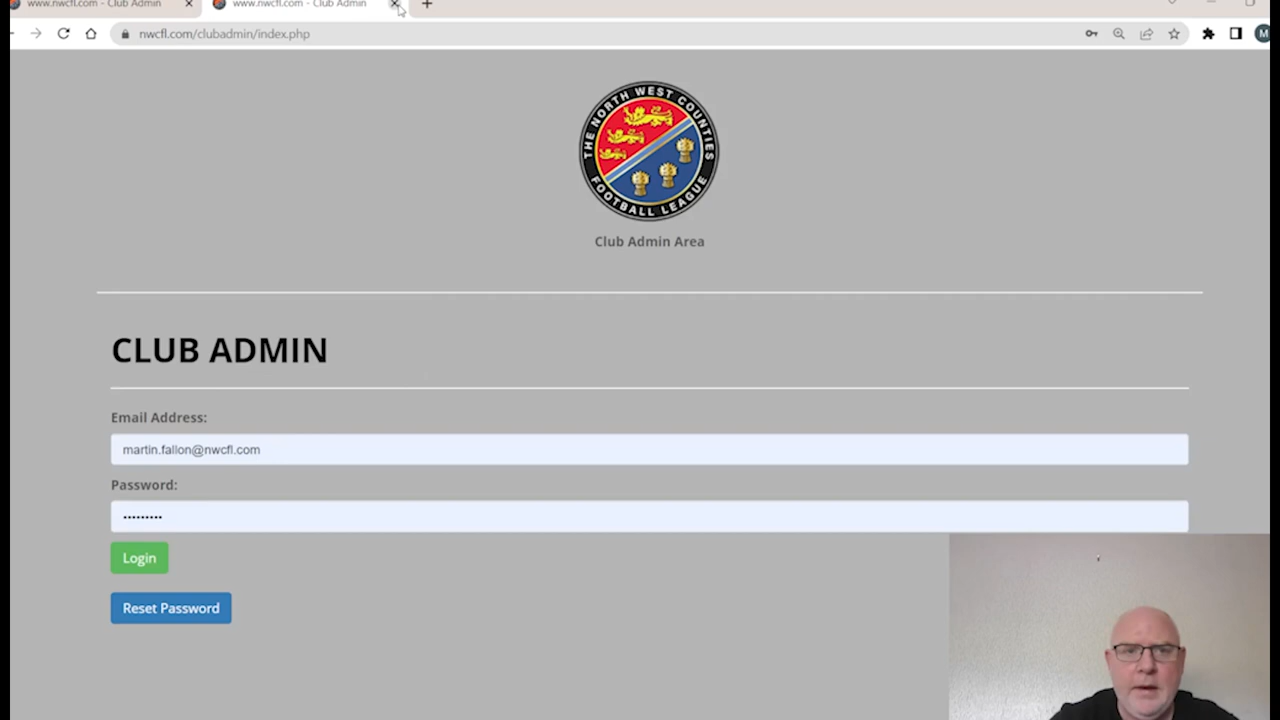 www.nwcfl.com - Club Admin
www.nwcfl.com - Club Admin
nwcfl.com/clubadmin/index.php
M
THE NORTH WEST COUNTIES
FOOTBALL LEAGUE
Club Admin Area
CLUB ADMIN
Email Address:
martin.fallon@nwcfl.com
Password:
•••••••••
Login
Reset Password